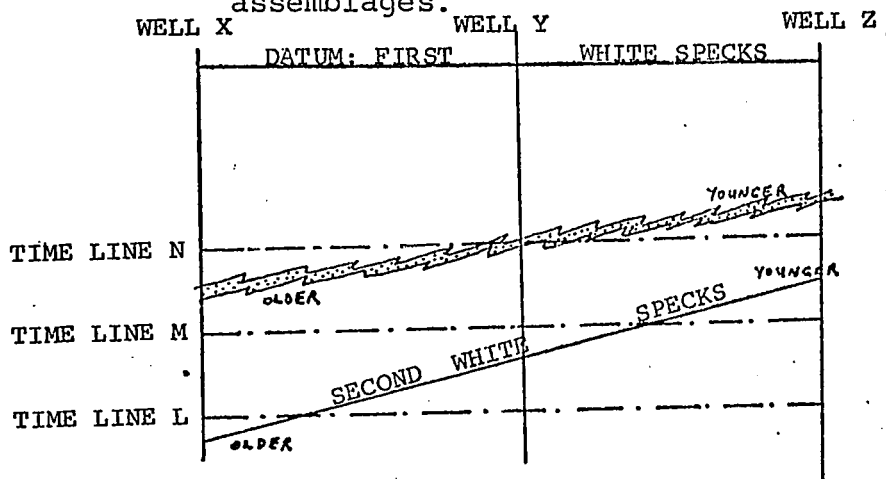 assemblages.
WELL X WELL Y WELL Z
DATUM: FIRST WHITE SPECKS
YOUNGER
TIME LINE N
OLDER
YOUNGER
TIME LINE M
SECOND WHITE SPECKS
TIME LINE L
OLDER